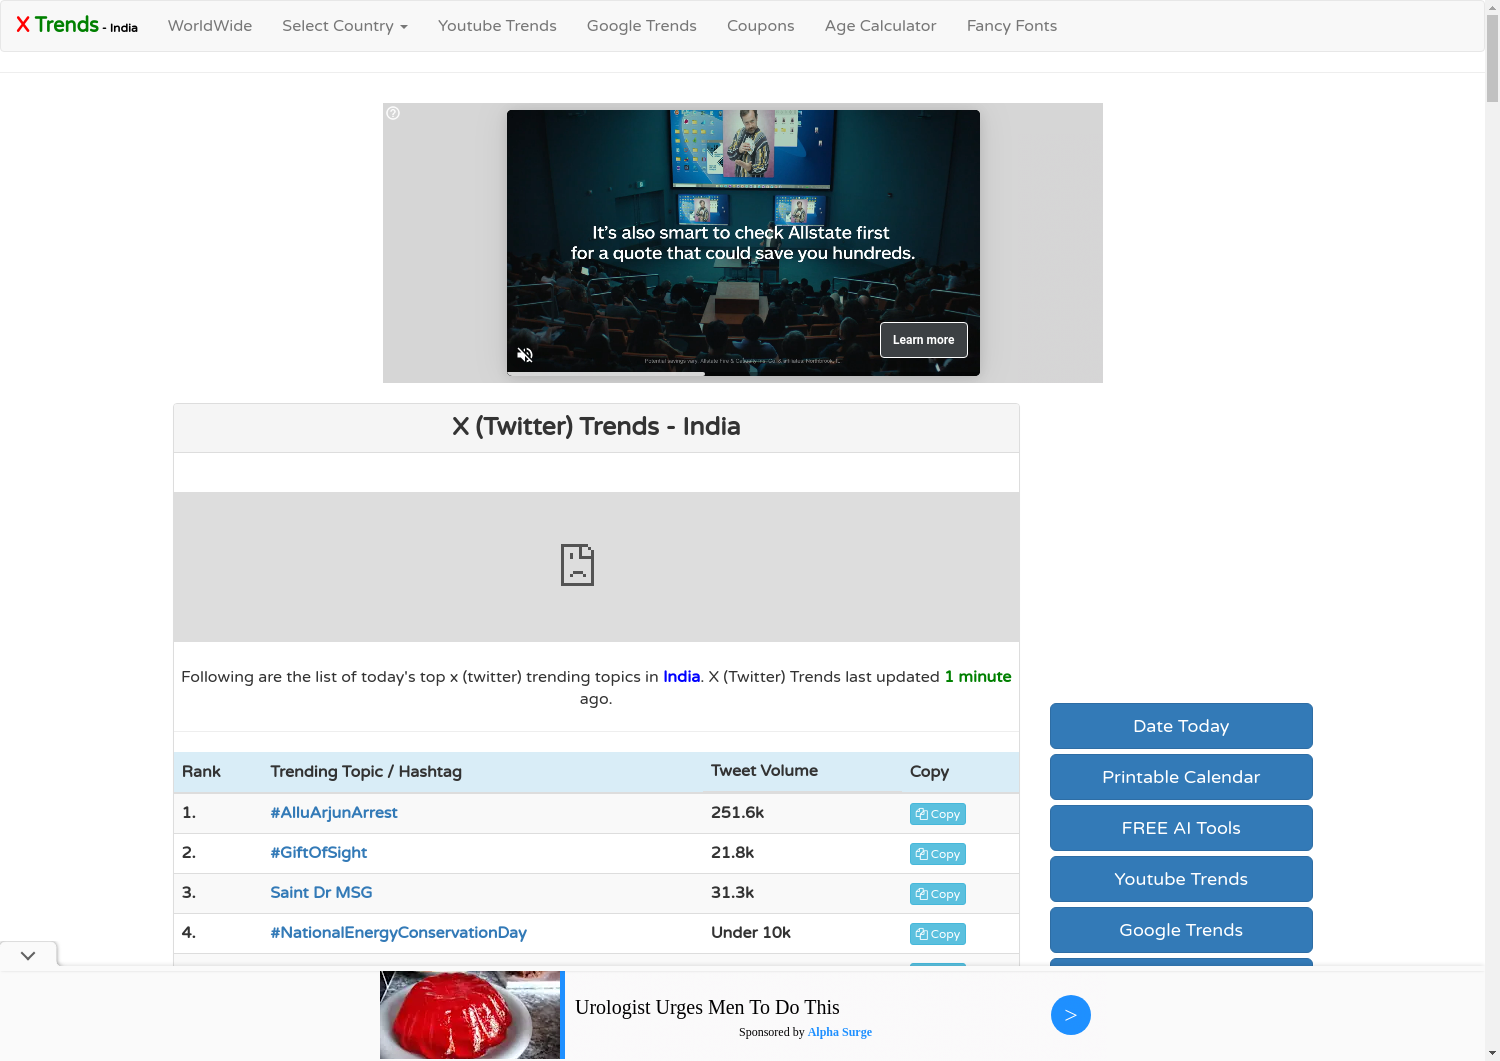 X Trends - India WorldWide Select Country Youtube Trends Google Trends Coupons Age Calculator Fancy Fonts
It's also smart to check Allstate first
for a quote that could save you hundreds.
Learn more
X (Twitter) Trends - India
Following are the list of today's top x (twitter) trending topics in India. X (Twitter) Trends last updated 1 minute
ago.
Rank Trending Topic / Hashtag Tweet Volume Copy
1. #AlluArjunArrest 251.6k Copy
2. #GiftOfSight 21.8k Copy
3. Saint Dr MSG 31.3k Copy
4. #NationalEnergyConservationDay Under 10k Copy
Date Today
Printable Calendar
FREE AI Tools
Youtube Trends
Google Trends
Urologist Urges Men To Do This
Sponsored by Alpha Surge
>